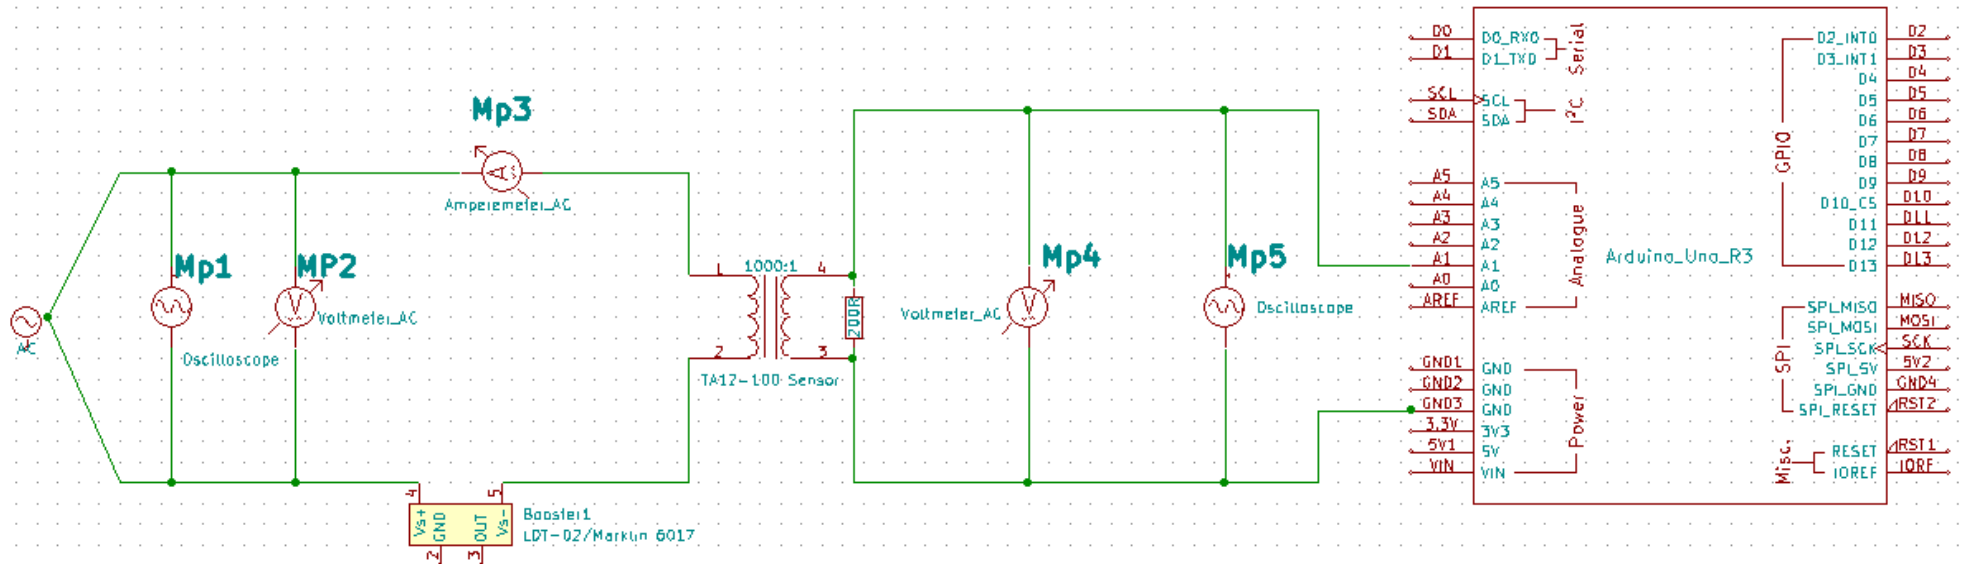 Mp3
Amperemeter_AC
Mp1
MP2
Voltmeter_AC
Oscilloscope
AC
1000:1
1
4
2
3
200R
TA12-100 Sensor
4
5
Vs+
GND
OUT
Vs-
2
3
Booster1
LDT-02/Marklin 6017
Mp4
Voltmeter_AC
Mp5
Oscilloscope
Arduino_Uno_R3
D0
D0_RX0
D1
D1_TX0
Serial
SCL
SCL
SDA
SDA
I²C
A5
A5
A4
A4
A3
A3
A2
A2
A1
A1
A0
A0
AREF
AREF
Analogue
GND1
GND
GND2
GND
GND3
GND
3.3V
3V3
5V1
5V
VIN
VIN
Power
D2_INT0
D2
D3_INT1
D3
D4
D4
D5
D5
D6
D6
D7
D7
D8
D8
D9
D9
D10_CS
D10
D11
D11
D12
D12
D13
D13
GPIO
SPI_MISO
MISO
SPI_MOSI
MOSI
SPI_SCK
SCK
SPI_5V
5V2
SPI_GND
GND4
SPI_RESET
RST2
SPI
RESET
RST1
IOREF
IORF
Misc.